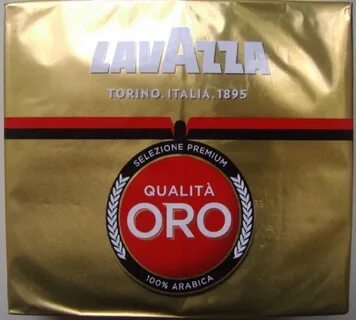 LAVAZZA
TORINO, ITALIA, 1895
SELEZIONE PREMIUM
QUALITÀ
ORO
100% ARABICA